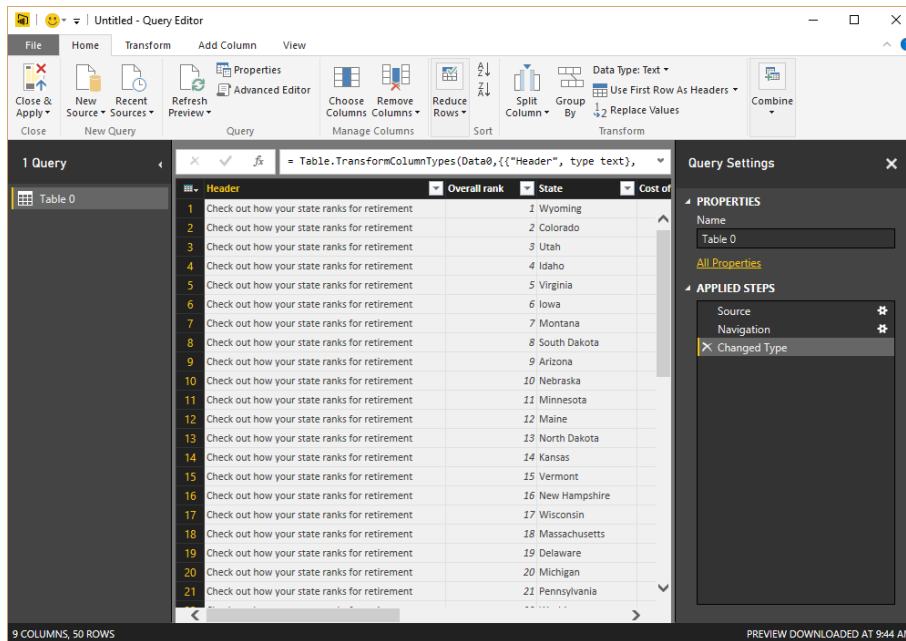 Untitled - Query Editor
File Home Transform Add Column View
Close & Apply
New Source
Recent Sources
Refresh Preview
Properties
Advanced Editor
Choose Columns
Remove Columns
Reduce Rows
Split Column
Group By
Data Type: Text
Use First Row As Headers
Replace Values
Combine
Close New Query Query Manage Columns Sort Transform
1 Query
Table 0
fx = Table.TransformColumnTypes(Data0,{{"Header", type text},
Header Overall rank State Cost of
1 Check out how your state ranks for retirement 1 Wyoming
2 Check out how your state ranks for retirement 2 Colorado
3 Check out how your state ranks for retirement 3 Utah
4 Check out how your state ranks for retirement 4 Idaho
5 Check out how your state ranks for retirement 5 Virginia
6 Check out how your state ranks for retirement 6 Iowa
7 Check out how your state ranks for retirement 7 Montana
8 Check out how your state ranks for retirement 8 South Dakota
9 Check out how your state ranks for retirement 9 Arizona
10 Check out how your state ranks for retirement 10 Nebraska
11 Check out how your state ranks for retirement 11 Minnesota
12 Check out how your state ranks for retirement 12 Maine
13 Check out how your state ranks for retirement 13 North Dakota
14 Check out how your state ranks for retirement 14 Kansas
15 Check out how your state ranks for retirement 15 Vermont
16 Check out how your state ranks for retirement 16 New Hampshire
17 Check out how your state ranks for retirement 17 Wisconsin
18 Check out how your state ranks for retirement 18 Massachusetts
19 Check out how your state ranks for retirement 19 Delaware
20 Check out how your state ranks for retirement 20 Michigan
21 Check out how your state ranks for retirement 21 Pennsylvania
Query Settings
PROPERTIES
Name
Table 0
All Properties
APPLIED STEPS
Source
Navigation
Changed Type
9 COLUMNS, 50 ROWS
PREVIEW DOWNLOADED AT 9:44 AM